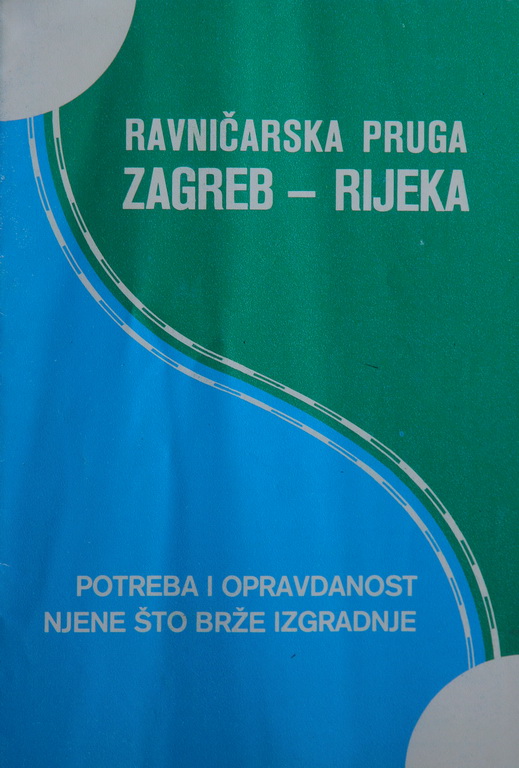 RAVNIČARSKA PRUGA
ZAGREB – RIJEKA
POTREBA I OPRAVDANOST
NJENE ŠTO BRŽE IZGRADNJE